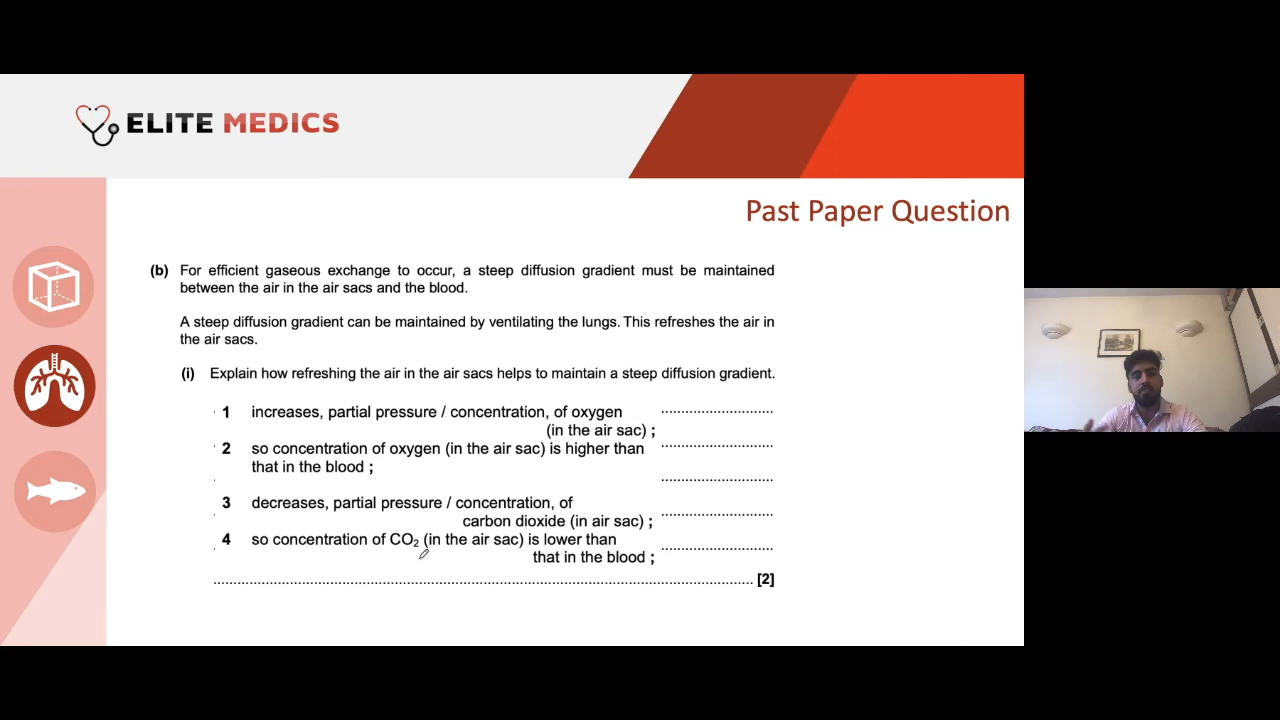 ELITE MEDICS
Past Paper Question
(b) For efficient gaseous exchange to occur, a steep diffusion gradient must be maintained
between the air in the air sacs and the blood.
A steep diffusion gradient can be maintained by ventilating the lungs. This refreshes the air in
the air sacs.
(i) Explain how refreshing the air in the air sacs helps to maintain a steep diffusion gradient.
1 increases, partial pressure / concentration, of oxygen
(in the air sac) ;
2 so concentration of oxygen (in the air sac) is higher than
that in the blood ;
3 decreases, partial pressure / concentration, of
carbon dioxide (in air sac) ;
4 so concentration of CO₂ (in the air sac) is lower than
that in the blood ;
[2]